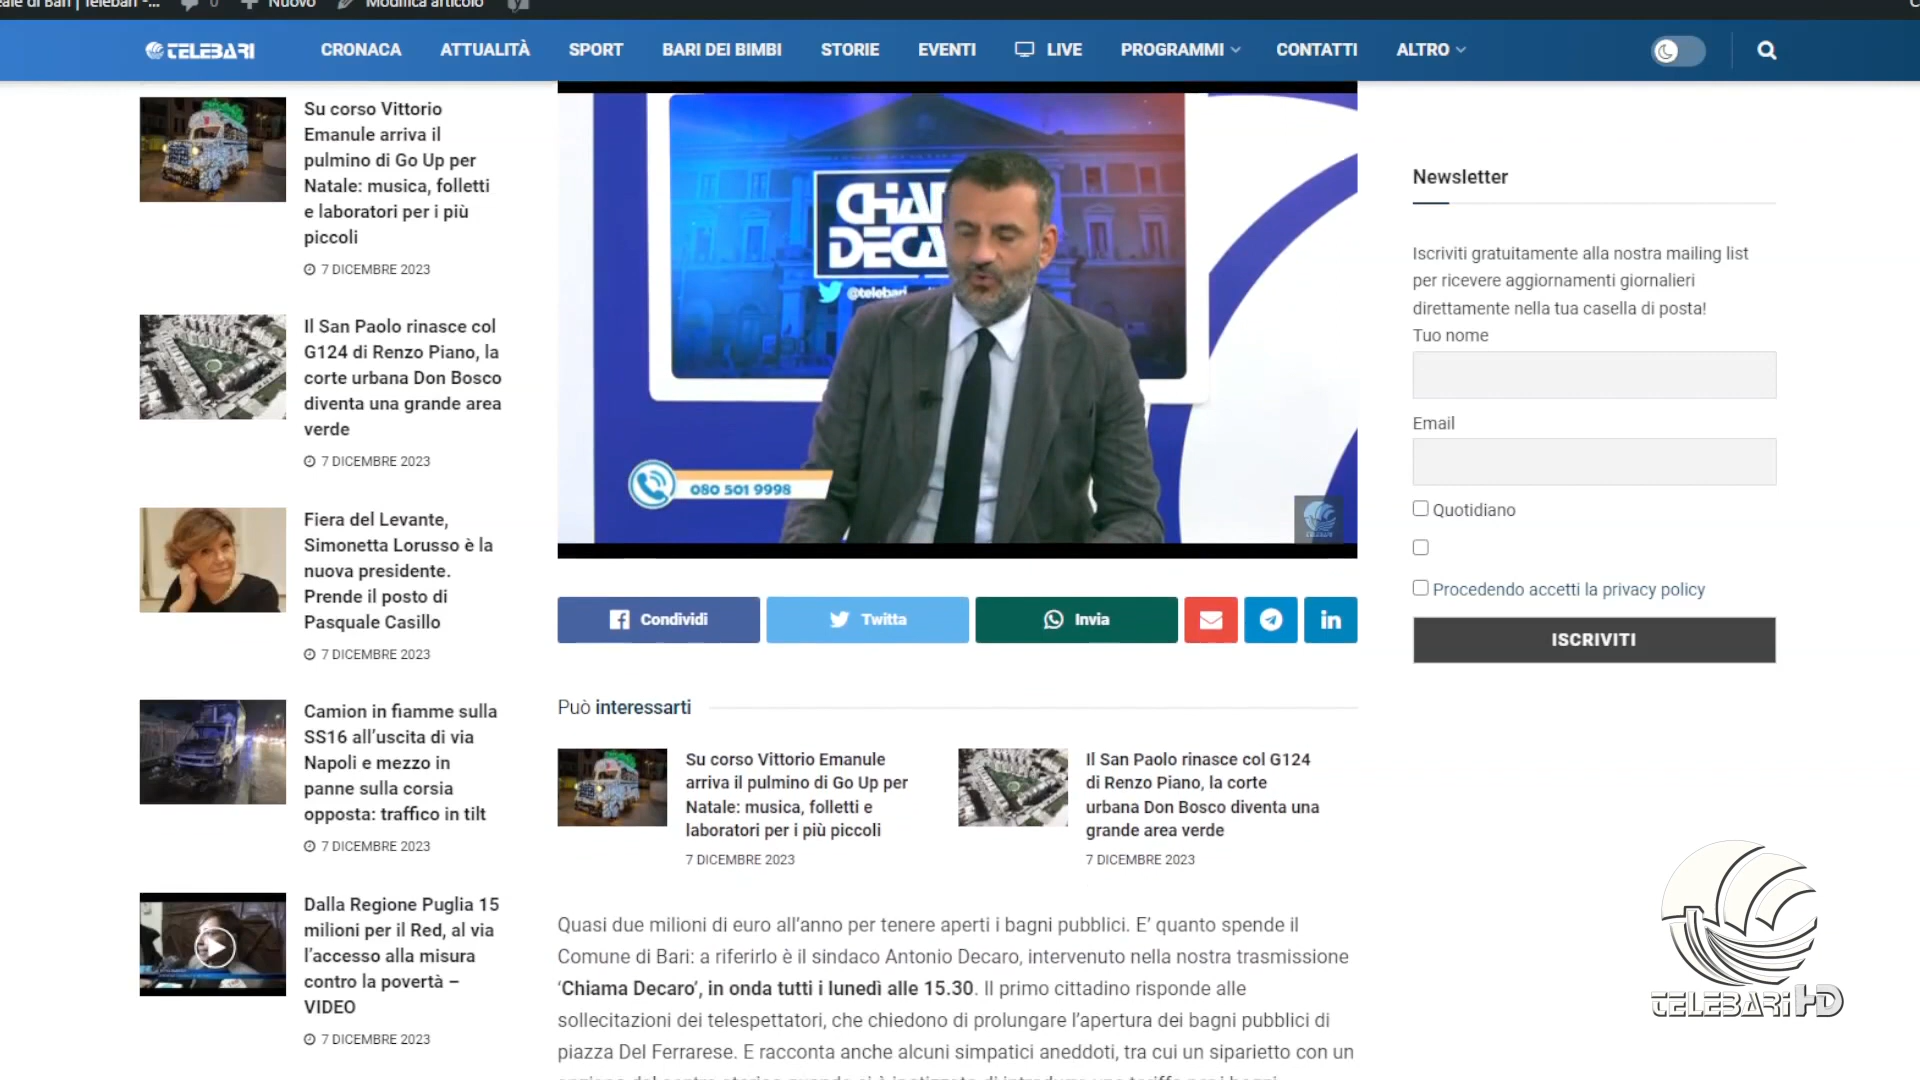 Telebari -...
0
Nuovo
Modifica articolo
TELEBARI
CRONACA
ATTUALITÀ
SPORT
BARI DEI BIMBI
STORIE
EVENTI
LIVE
PROGRAMMI
CONTATTI
ALTRO
Su corso Vittorio
Emanule arriva il
pulmino di Go Up per
Natale: musica, folletti
e laboratori per i più
piccoli
7 DICEMBRE 2023
Il San Paolo rinasce col
G124 di Renzo Piano, la
corte urbana Don Bosco
diventa una grande area
verde
7 DICEMBRE 2023
Fiera del Levante,
Simonetta Lorusso è la
nuova presidente.
Prende il posto di
Pasquale Casillo
7 DICEMBRE 2023
Camion in fiamme sulla
SS16 all'uscita di via
Napoli e mezzo in
panne sulla corsia
opposta: traffico in tilt
7 DICEMBRE 2023
Dalla Regione Puglia 15
milioni per il Red, al via
l'accesso alla misura
contro la povertà –
VIDEO
7 DICEMBRE 2023
CHIA
DECA
@telebari
080 501 9998
TELEBARI
Condividi
Twitta
Invia
Può interessarti
Su corso Vittorio Emanule
arriva il pulmino di Go Up per
Natale: musica, folletti e
laboratori per i più piccoli
7 DICEMBRE 2023
Il San Paolo rinasce col G124
di Renzo Piano, la corte
urbana Don Bosco diventa una
grande area verde
7 DICEMBRE 2023
Quasi due milioni di euro all'anno per tenere aperti i bagni pubblici. E' quanto spende il
Comune di Bari: a riferirlo è il sindaco Antonio Decaro, intervenuto nella nostra trasmissione
'Chiama Decaro', in onda tutti i lunedì alle 15.30. Il primo cittadino risponde alle
sollecitazioni dei telespettatori, che chiedono di prolungare l'apertura dei bagni pubblici di
piazza Del Ferrarese. E racconta anche alcuni simpatici aneddoti, tra cui un siparietto con un
Newsletter
Iscriviti gratuitamente alla nostra mailing list
per ricevere aggiornamenti giornalieri
direttamente nella tua casella di posta!
Tuo nome
Email
Quotidiano
Procedendo accetti la privacy policy
ISCRIVITI
TELEBARI HD